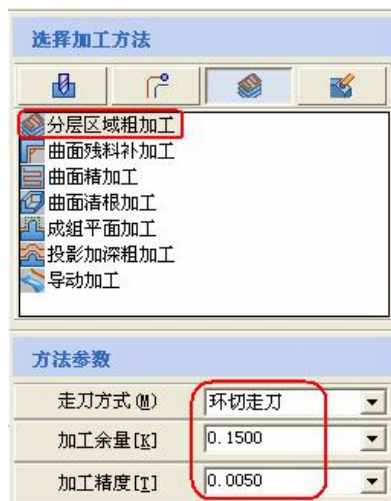 选择加工方法
分层区域粗加工
曲面残料补加工
曲面精加工
曲面清根加工
成组平面加工
投影加深粗加工
导动加工
方法参数
走刀方式(M) 环切走刀
加工余量[K] 0.1500
加工精度[T] 0.0050